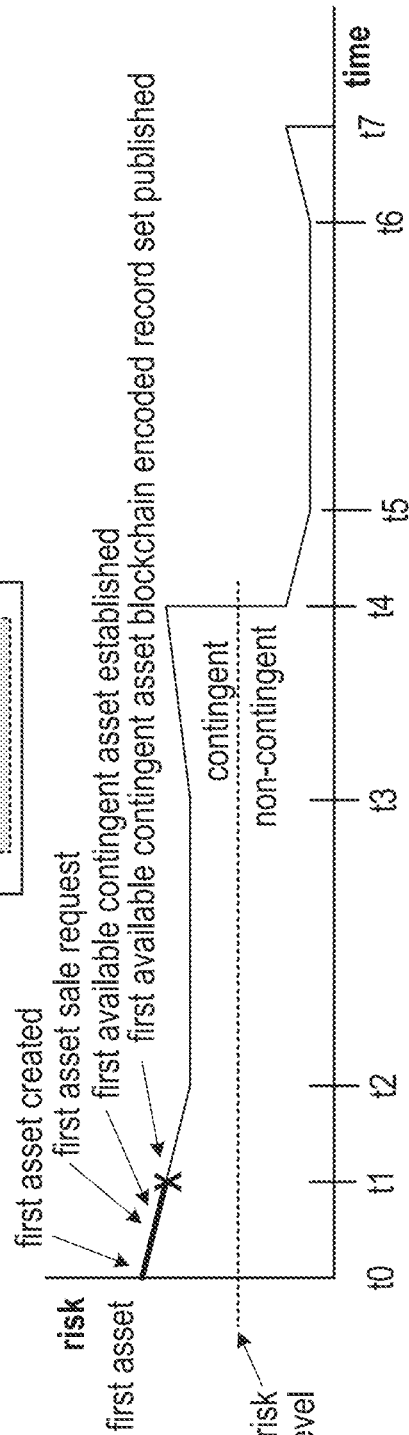 risk
first asset
first asset created
first asset sale request
first available contingent asset established
first available contingent asset blockchain encoded record set published
contingent
non-contingent
risk
evel
t0
t1
t2
t3
t4
t5
t6
t7
time